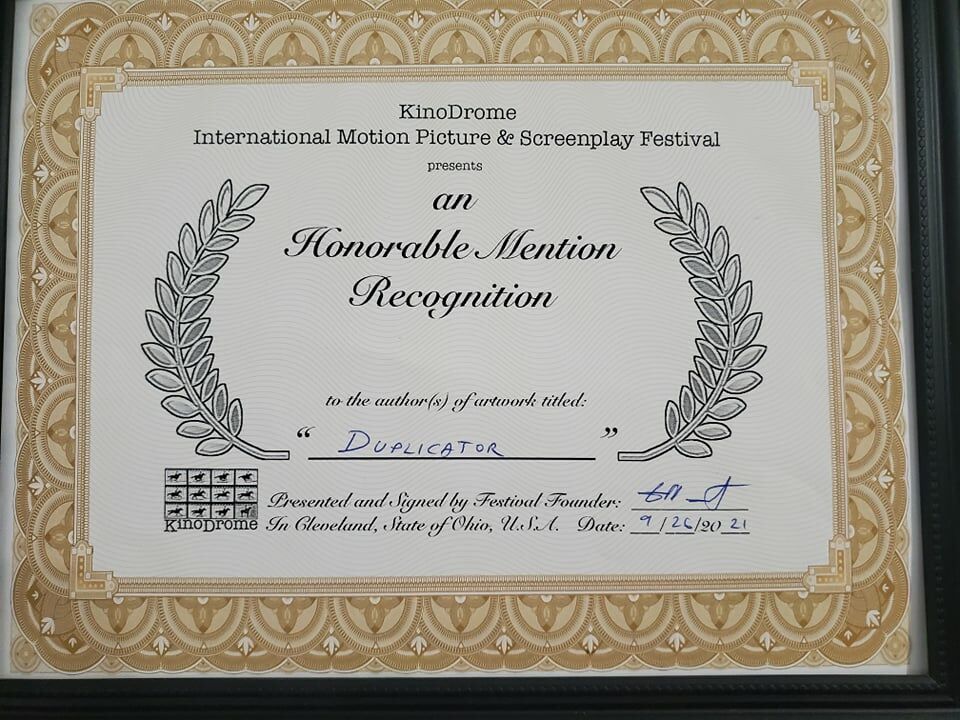 KinoDrome
International Motion Picture & Screenplay Festival
presents
an
Honorable Mention
Recognition
to the author(s) of artwork titled:
“ DUPLICATOR ”
Presented and Signed by Festival Founder:
KinoDrome In Cleveland, State of Ohio, U.S.A. Date: 9/26/2021